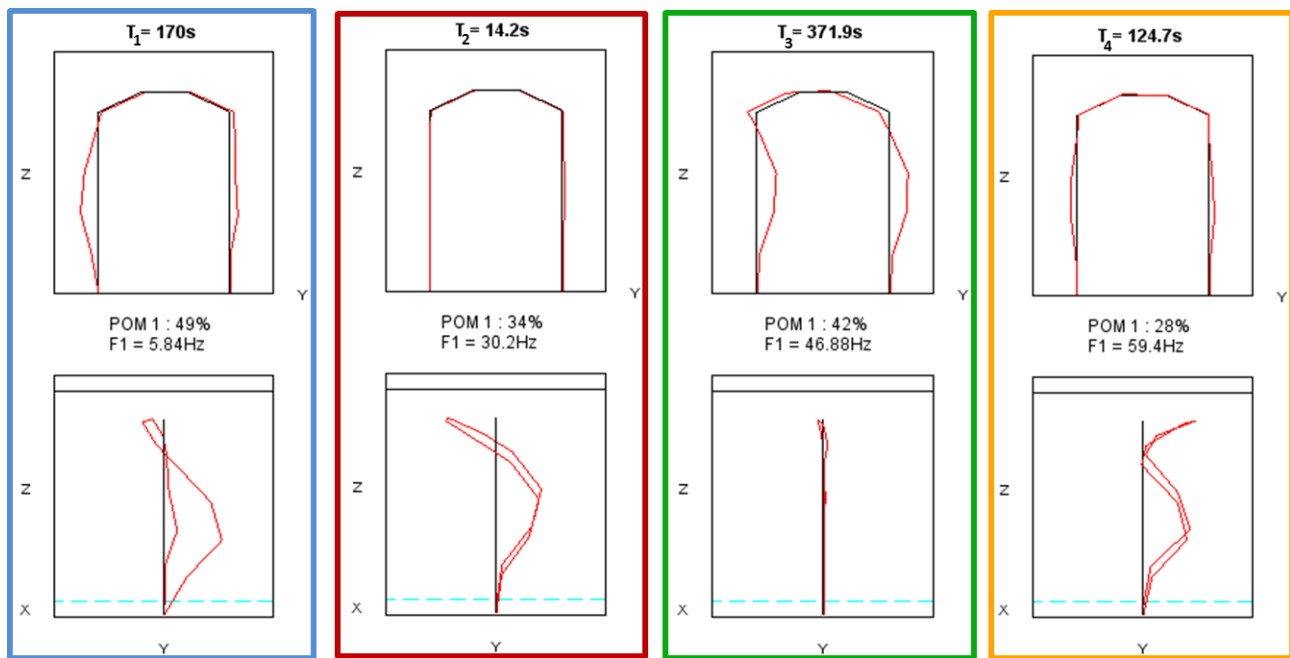 T1= 170s
Z
Y
POM 1 : 49%
F1 = 5.84Hz
Z
X
Y
T2= 14.2s
Z
Y
POM 1 : 34%
F1 = 30.2Hz
Z
X
Y
T3= 371.9s
Z
Y
POM 1 : 42%
F1 = 46.88Hz
Z
X
Y
T4= 124.7s
Z
Y
POM 1 : 28%
F1 = 59.4Hz
Z
X
Y